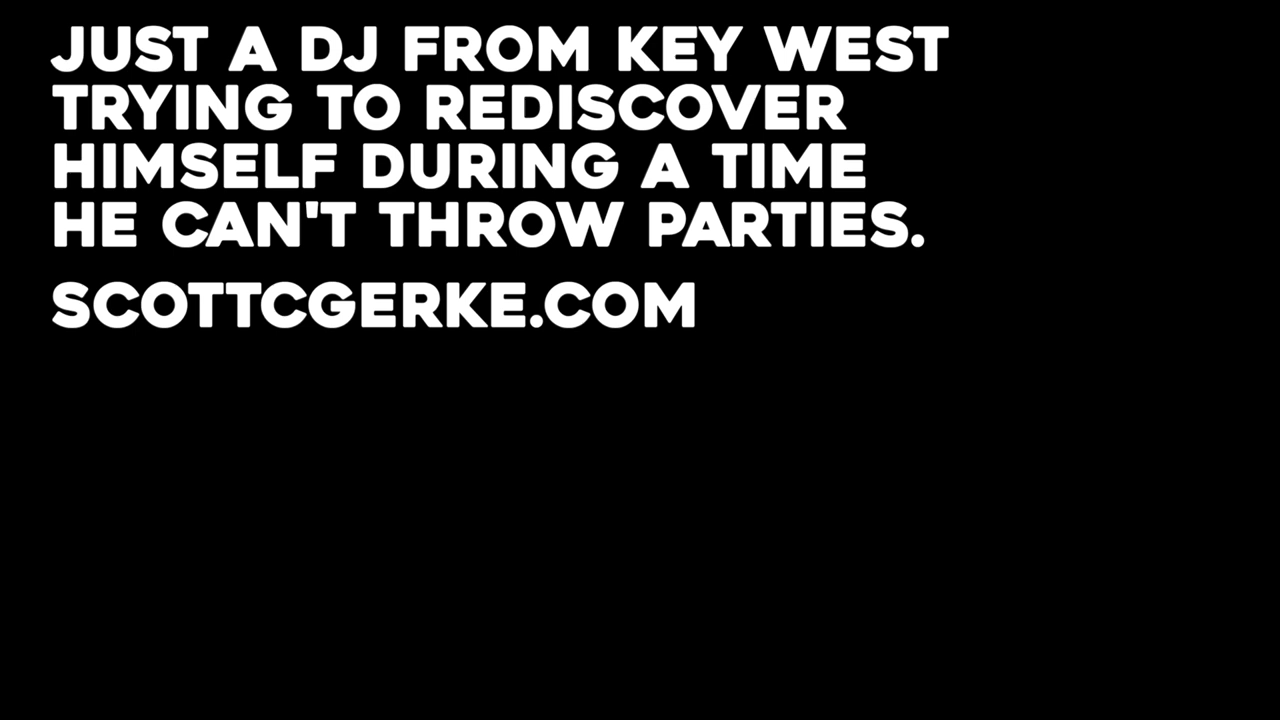 JUST A DJ FROM KEY WEST
TRYING TO REDISCOVER
HIMSELF DURING A TIME
HE CAN'T THROW PARTIES.
SCOTTCGERKE.COM